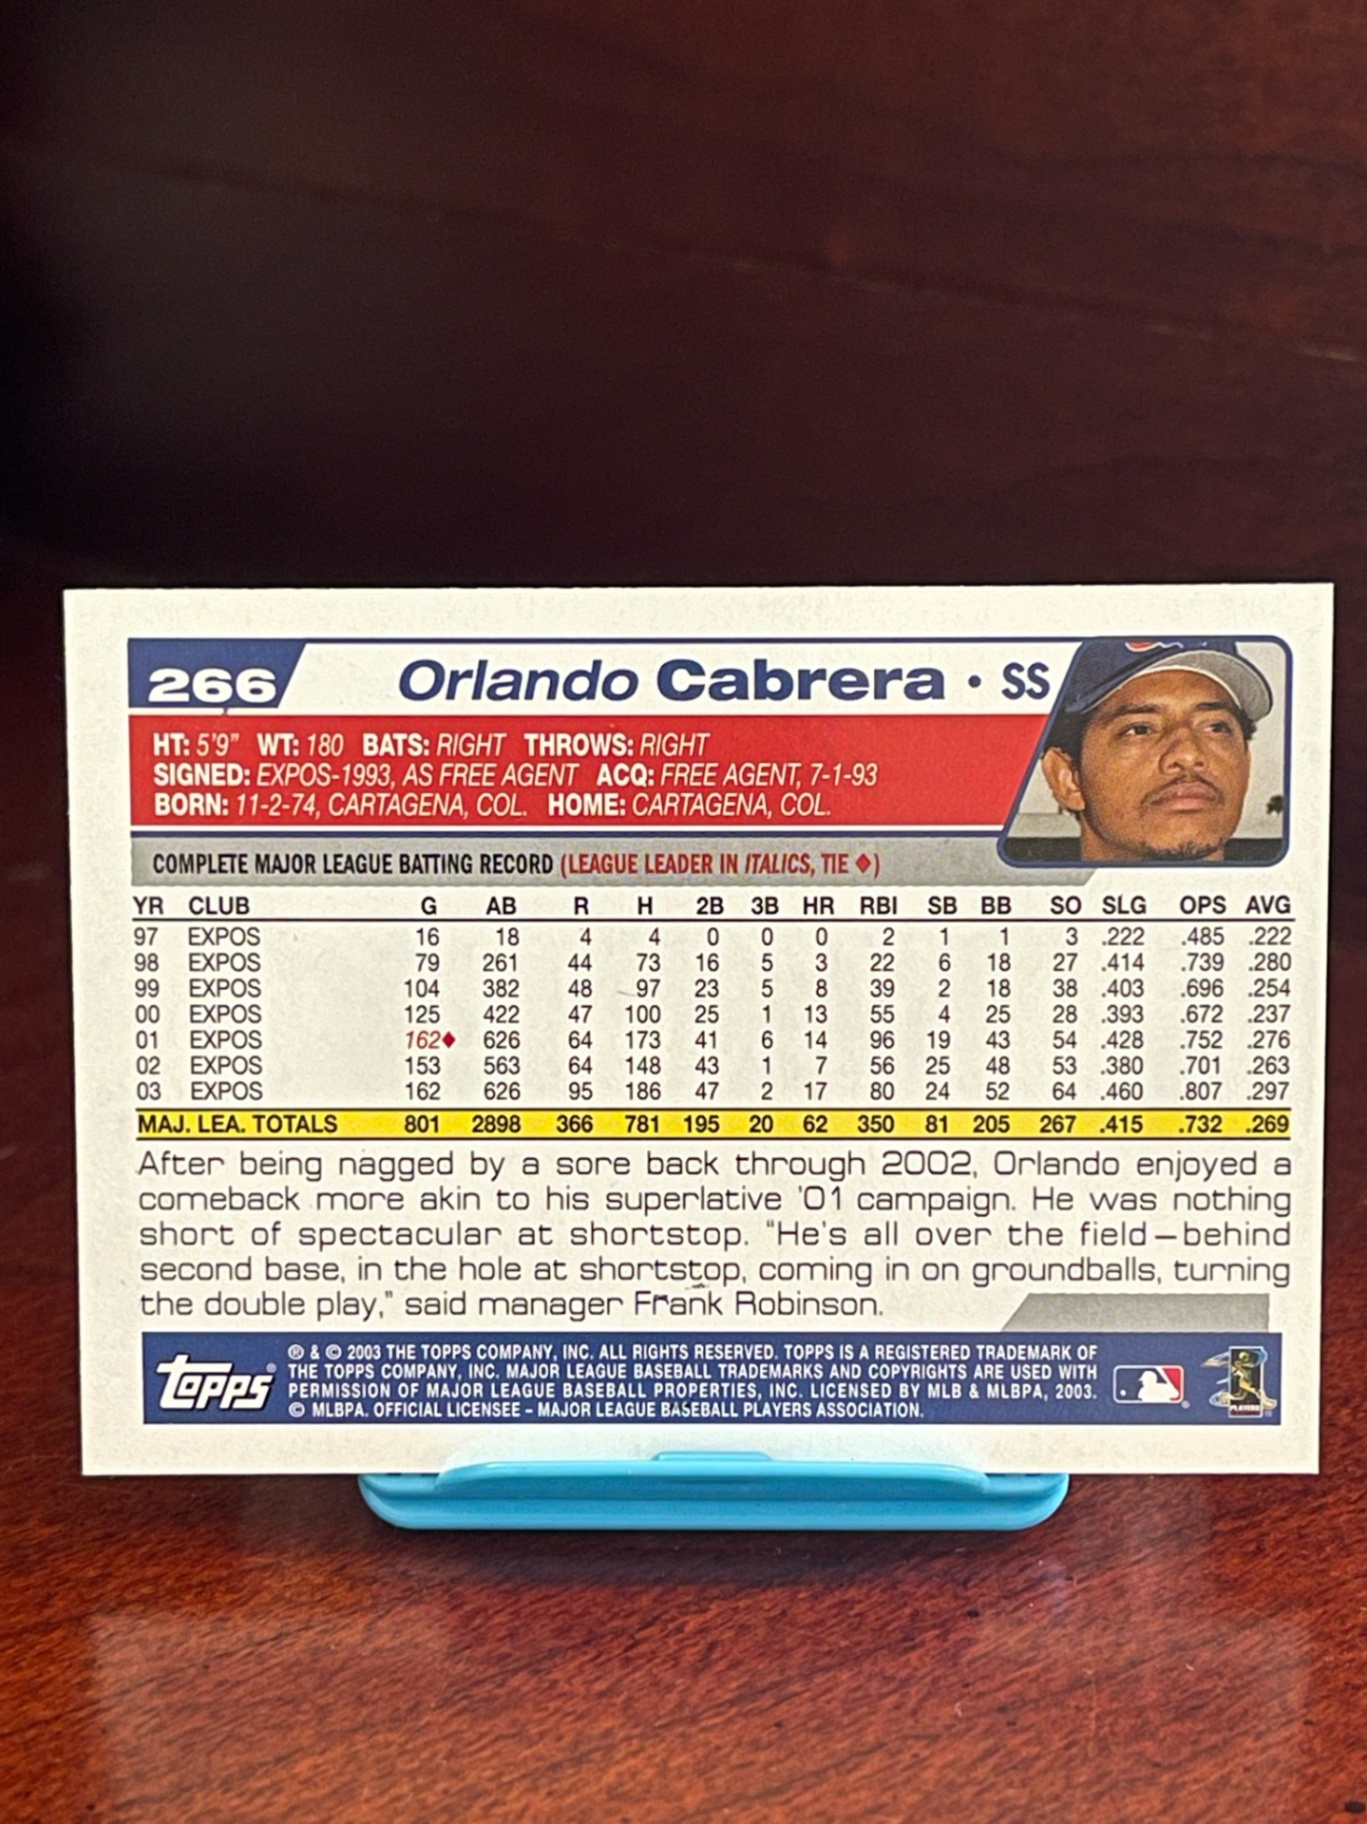 266 Orlando Cabrera • SS
HT: 5'9" WT: 180 BATS: RIGHT THROWS: RIGHT
SIGNED: EXPOS-1993, AS FREE AGENT ACQ: FREE AGENT, 7-1-93
BORN: 11-2-74, CARTAGENA, COL. HOME: CARTAGENA, COL.
COMPLETE MAJOR LEAGUE BATTING RECORD (LEAGUE LEADER IN ITALICS, TIE ♦)
YR CLUB G AB R H 2B 3B HR RBI SB BB SO SLG OPS AVG
97 EXPOS 16 18 4 4 0 0 0 2 1 1 3 .222 .485 .222
98 EXPOS 79 261 44 73 16 5 3 22 6 18 27 .414 .739 .280
99 EXPOS 104 382 48 97 23 5 8 39 2 18 38 .403 .696 .254
00 EXPOS 125 422 47 100 25 1 13 55 4 25 28 .393 .672 .237
01 EXPOS 162♦ 626 64 173 41 6 14 96 19 43 54 .428 .752 .276
02 EXPOS 153 563 64 148 43 1 7 56 25 48 53 .380 .701 .263
03 EXPOS 162 626 95 186 47 2 17 80 24 52 64 .460 .807 .297
MAJ. LEA. TOTALS 801 2898 366 781 195 20 62 350 81 205 267 .415 .732 .269
After being nagged by a sore back through 2002, Orlando enjoyed a
comeback more akin to his superlative '01 campaign. He was nothing
short of spectacular at shortstop. "He's all over the field—behind
second base, in the hole at shortstop, coming in on groundballs, turning
the double play," said manager Frank Robinson.
Topps ®
® & © 2003 THE TOPPS COMPANY, INC. ALL RIGHTS RESERVED. TOPPS IS A REGISTERED TRADEMARK OF
THE TOPPS COMPANY, INC. MAJOR LEAGUE BASEBALL TRADEMARKS AND COPYRIGHTS ARE USED WITH
PERMISSION OF MAJOR LEAGUE BASEBALL PROPERTIES, INC. LICENSED BY MLB & MLBPA, 2003.
© MLBPA. OFFICIAL LICENSEE – MAJOR LEAGUE BASEBALL PLAYERS ASSOCIATION.
PLAYERS